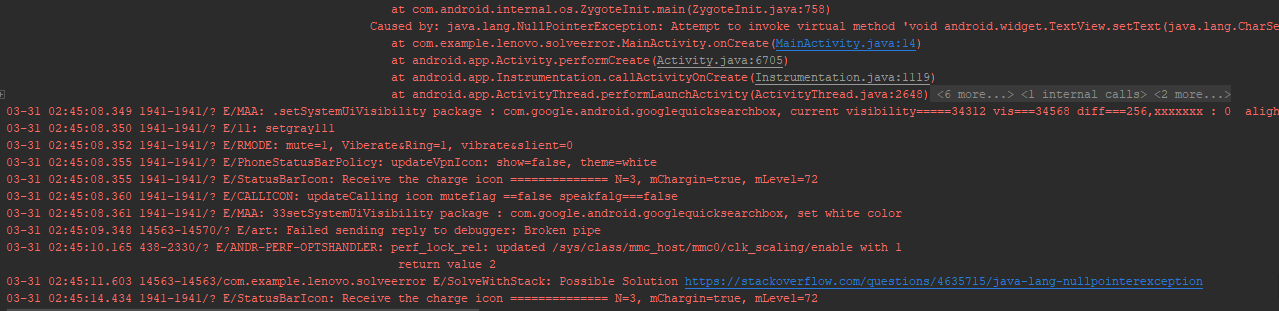 at com.android.internal.os.ZygoteInit.main(ZygoteInit.java:758)
Caused by: java.lang.NullPointerException: Attempt to invoke virtual method 'void android.widget.TextView.setText(java.lang.CharSe
at com.example.lenovo.solveerror.MainActivity.onCreate(MainActivity.java:14)
at android.app.Activity.performCreate(Activity.java:6705)
at android.app.Instrumentation.callActivityOnCreate(Instrumentation.java:1119)
at android.app.ActivityThread.performLaunchActivity(ActivityThread.java:2648) <6 more...> <1 internal calls> <2 more...>
03-31 02:45:08.349 1941-1941/? E/MAA: .setSystemUiVisibility package : com.google.android.googlequicksearchbox, current visibility=====34312 vis===34568 diff===256,xxxxxxx : 0 aligh
03-31 02:45:08.350 1941-1941/? E/11: setgray111
03-31 02:45:08.352 1941-1941/? E/RMODE: mute=1, Viberate&Ring=1, vibrate&slient=0
03-31 02:45:08.355 1941-1941/? E/PhoneStatusBarPolicy: updateVpnIcon: show=false, theme=white
03-31 02:45:08.355 1941-1941/? E/StatusBarIcon: Receive the charge icon ============== N=3, mChargin=true, mLevel=72
03-31 02:45:08.360 1941-1941/? E/CALLICON: updateCalling icon muteflag ==false speakfalg===false
03-31 02:45:08.361 1941-1941/? E/MAA: 33setSystemUiVisibility package : com.google.android.googlequicksearchbox, set white color
03-31 02:45:09.348 14563-14570/? E/art: Failed sending reply to debugger: Broken pipe
03-31 02:45:10.165 438-2330/? E/ANDR-PERF-OPTSHANDLER: perf_lock_rel: updated /sys/class/mmc_host/mmc0/clk_scaling/enable with 1
return value 2
03-31 02:45:11.603 14563-14563/com.example.lenovo.solveerror E/SolveWithStack: Possible Solution https://stackoverflow.com/questions/4635715/java-lang-nullpointerexception
03-31 02:45:14.434 1941-1941/? E/StatusBarIcon: Receive the charge icon ============== N=3, mChargin=true, mLevel=72